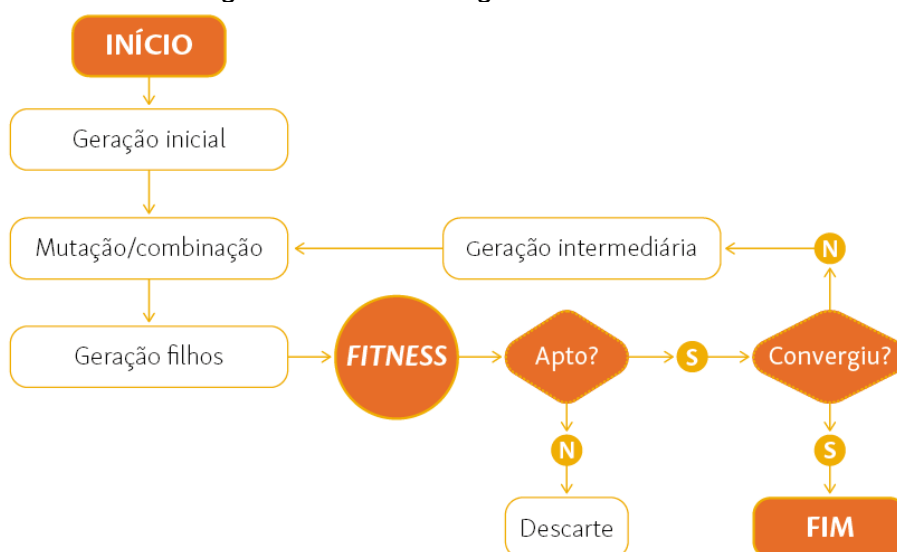 INÍCIO
Geração inicial
Mutação/combinação
Geração intermediária
N
Geração filhos
FITNESS
Apto?
S
Convergiu?
N
S
Descarte
FIM